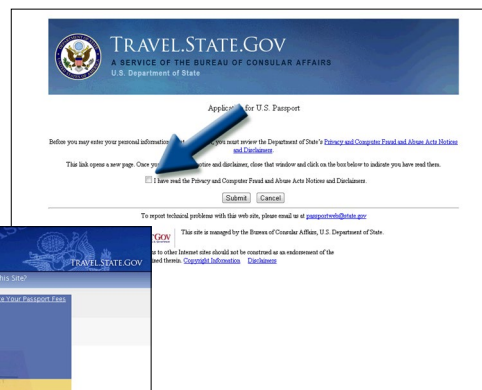 TRAVEL.STATE.GOV
A SERVICE OF THE BUREAU OF CONSULAR AFFAIRS
U.S. Department of State
for U.S. Passport
Before you may enter your personal information you must review the Department of State's Privacy and Computer Fraud and Abuse Acts Notices
and Disclaimers.
This link opens a new page. Once notice and disclaimer, close that window and click on the box below to indicate you have read them.
I have read the Privacy and Computer Fraud and Abuse Acts Notices and Disclaimers.
Submit Cancel
To report technical problems with this web site, please email us at passportweb@state.gov
This site is managed by the Bureau of Consular Affairs, U.S. Department of State.
to other Internet sites should not be construed as an endorsement of the
therein. Copyright Information Disclaimers
TRAVEL.STATE.GOV
this Site?
Your Passport Fees